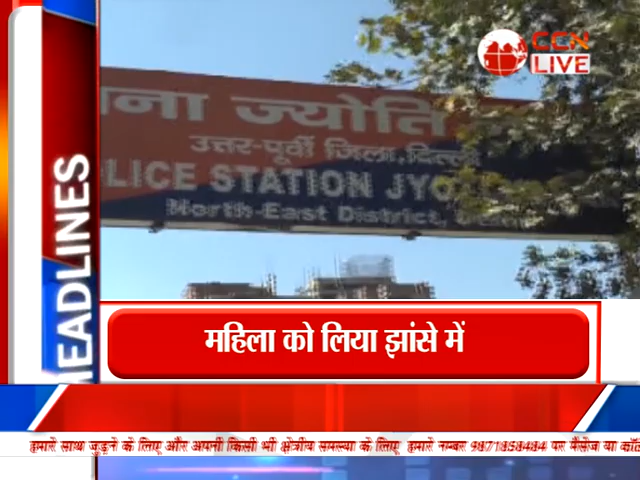 CCN
LIVE
ाना ज्योति
उत्तर-पूर्वी जिला,दिल्ली
LICE STATION JYO
North-East District,
HEADLINES
महिला को लिया झांसे में
हमारे साथ जुड़ने के लिए और अपनी किसी भी क्षेत्रीय समस्या के लिए हमारे नम्बर 9871858484 पर मैसेज या कॉल